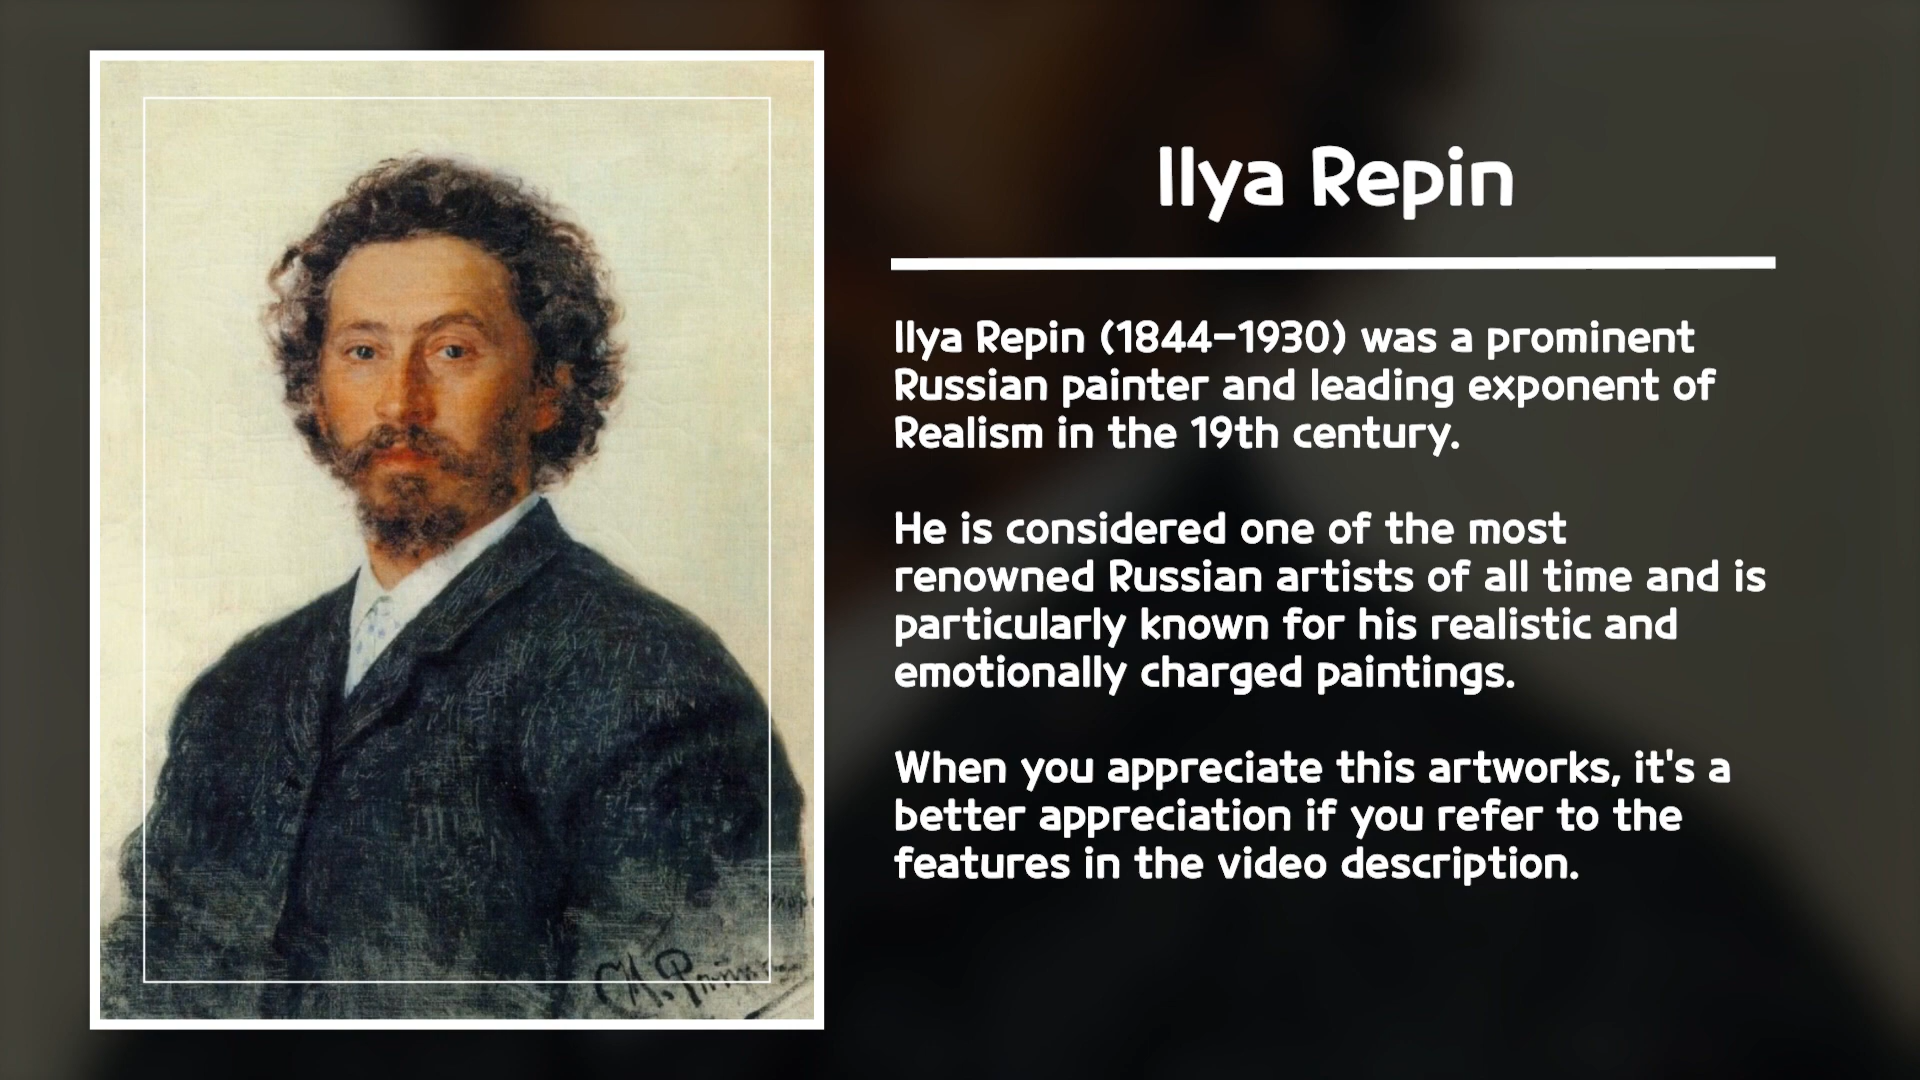 Ilya Repin
Ilya Repin (1844–1930) was a prominent
Russian painter and leading exponent of
Realism in the 19th century.
He is considered one of the most
renowned Russian artists of all time and is
particularly known for his realistic and
emotionally charged paintings.
When you appreciate this artworks, it's a
better appreciation if you refer to the
features in the video description.